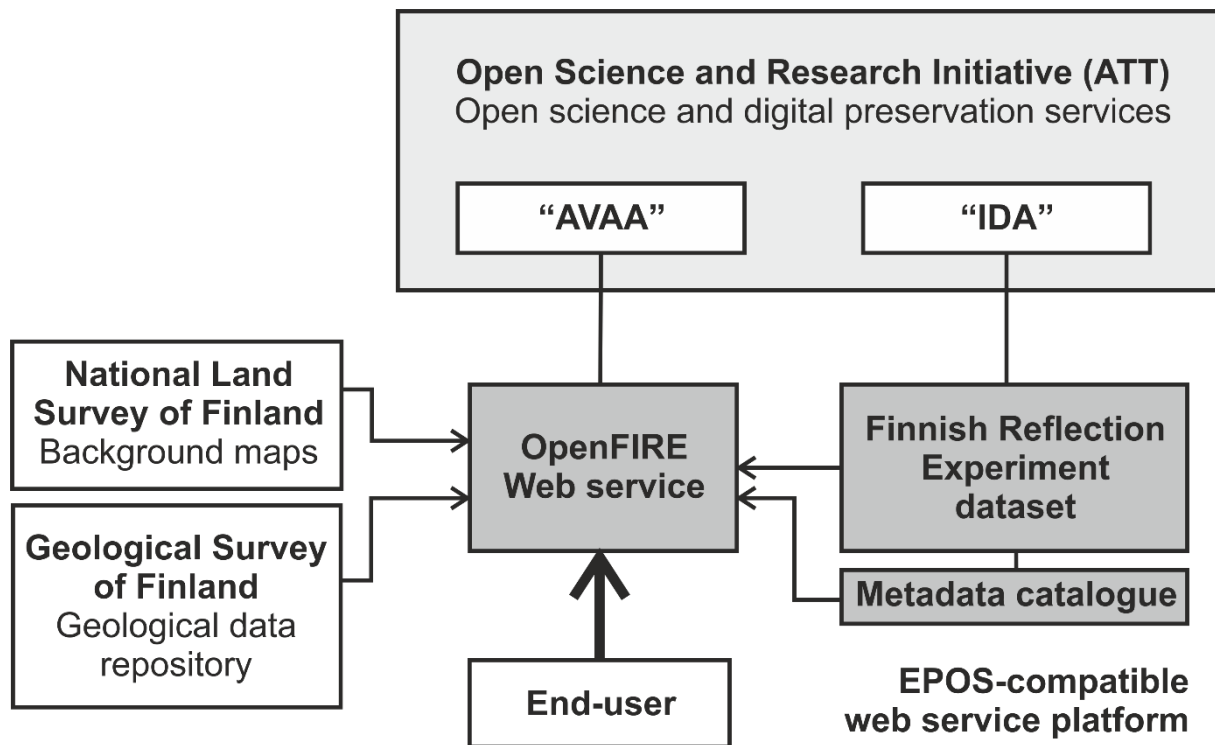 Open Science and Research Initiative (ATT)
Open science and digital preservation services
“AVAA”
“IDA”
National Land
Survey of Finland
Background maps
OpenFIRE
Web service
Finnish Reflection
Experiment
dataset
Geological Survey
of Finland
Geological data
repository
Metadata catalogue
End-user
EPOS-compatible
web service platform